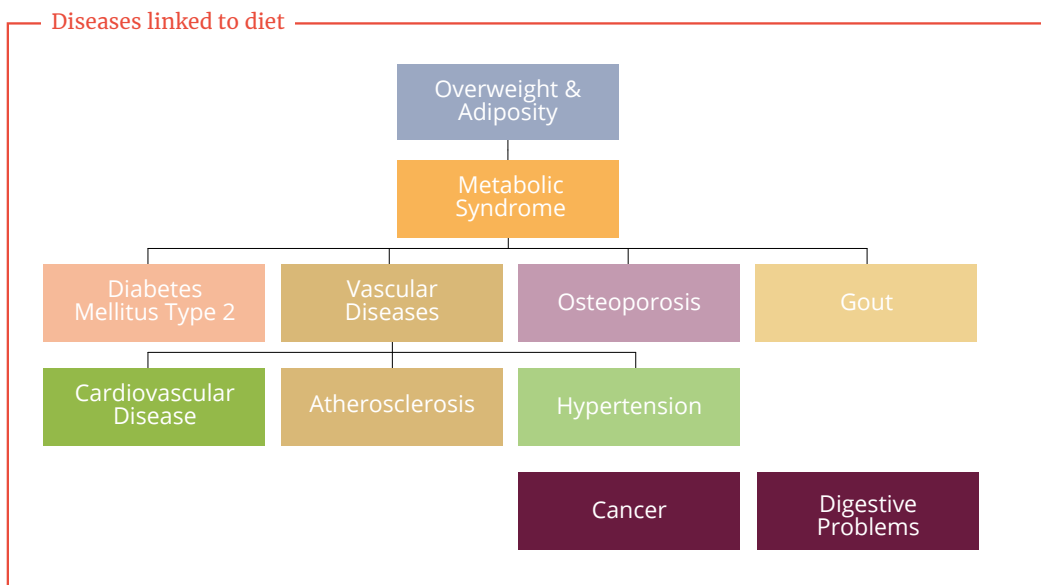 Diseases linked to diet
Overweight &
Adiposity
Metabolic
Syndrome
Diabetes
Mellitus Type 2
Vascular
Diseases
Osteoporosis
Gout
Cardiovascular
Disease
Atherosclerosis
Hypertension
Cancer
Digestive
Problems